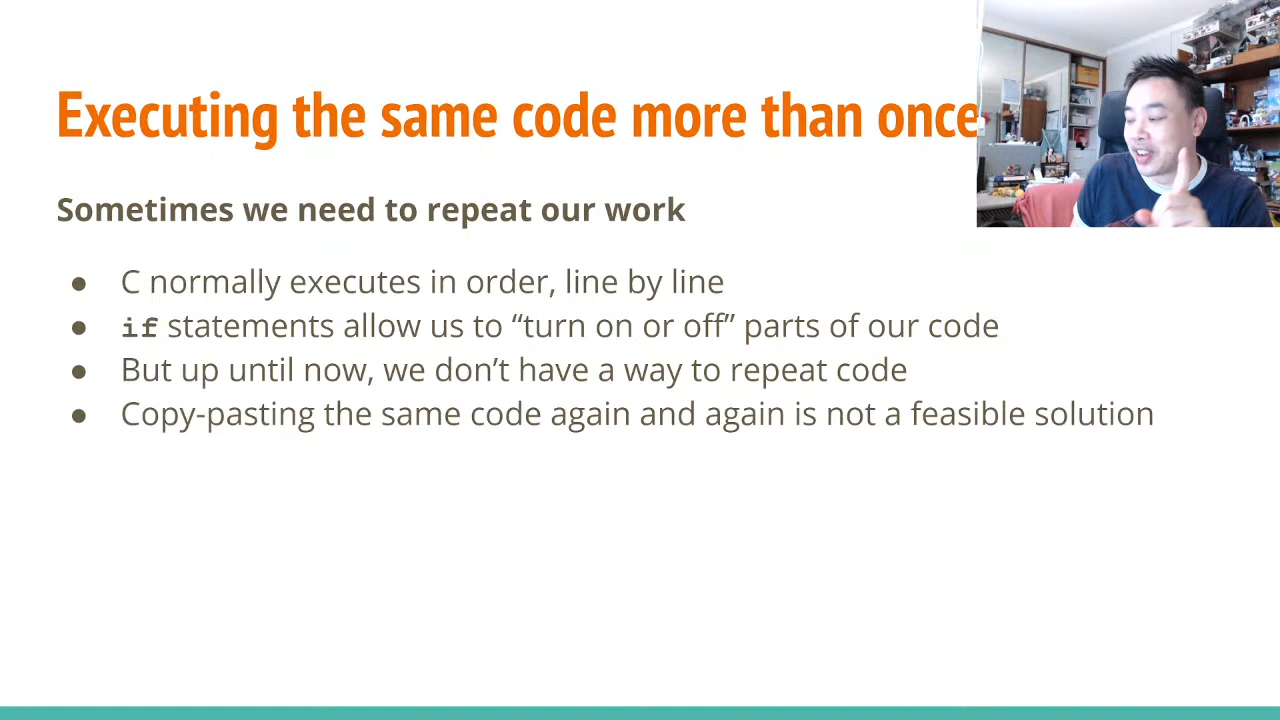 Executing the same code more than once
Sometimes we need to repeat our work
● C normally executes in order, line by line
● if statements allow us to “turn on or off” parts of our code
● But up until now, we don’t have a way to repeat code
● Copy-pasting the same code again and again is not a feasible solution